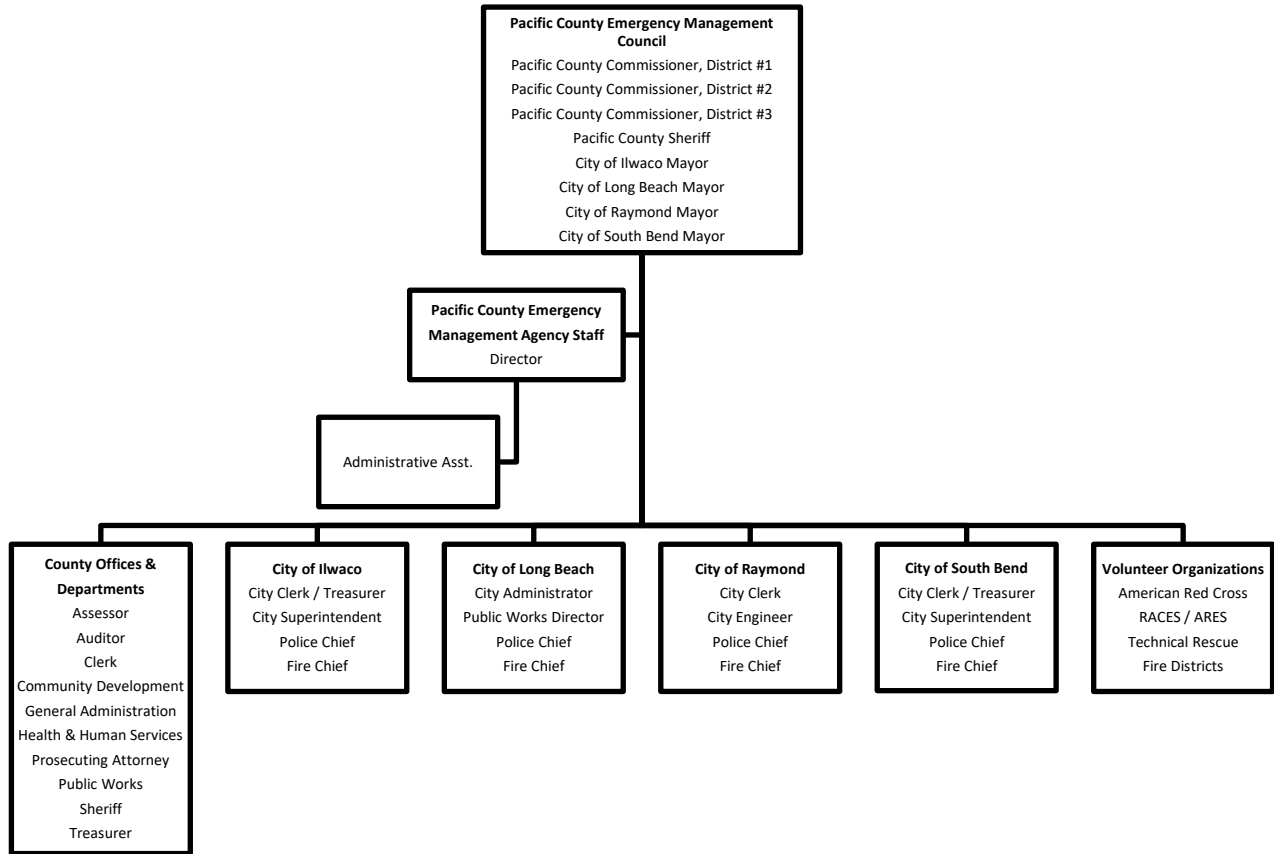 Pacific County Emergency Management
Council
Pacific County Commissioner, District #1
Pacific County Commissioner, District #2
Pacific County Commissioner, District #3
Pacific County Sheriff
City of Ilwaco Mayor
City of Long Beach Mayor
City of Raymond Mayor
City of South Bend Mayor
Pacific County Emergency
Management Agency Staff
Director
Administrative Asst.
County Offices &
Departments
Assessor
Auditor
Clerk
Community Development
General Administration
Health & Human Services
Prosecuting Attorney
Public Works
Sheriff
Treasurer
City of Ilwaco
City Clerk / Treasurer
City Superintendent
Police Chief
Fire Chief
City of Long Beach
City Administrator
Public Works Director
Police Chief
Fire Chief
City of Raymond
City Clerk
City Engineer
Police Chief
Fire Chief
City of South Bend
City Clerk / Treasurer
City Superintendent
Police Chief
Fire Chief
Volunteer Organizations
American Red Cross
RACES / ARES
Technical Rescue
Fire Districts